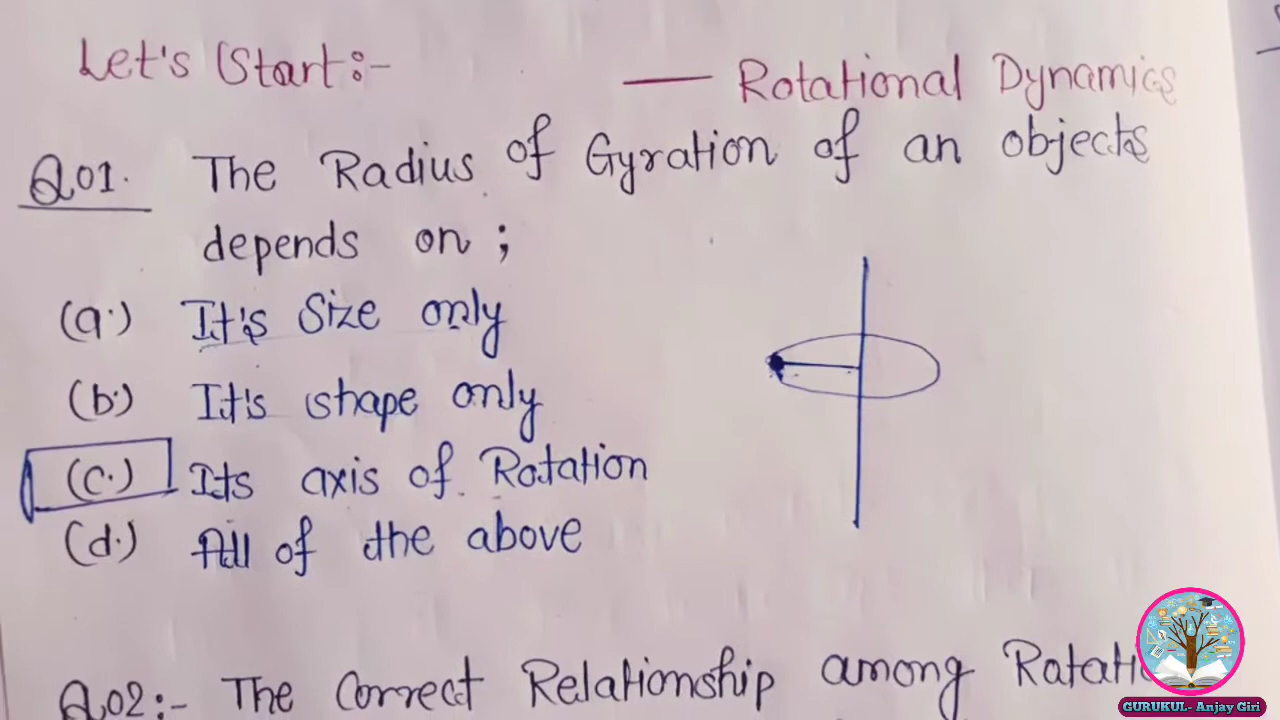 Let's Start:-
— Rotational Dynamics
Q01. The Radius of Gyration of an objects
depends on ;
(a.) It's Size only
(b.) It's shape only
(c.) Its axis of Rotation
(d.) All of the above
Q02:- The Correct Relationship among Rotati
GURUKUL- Anjay Giri